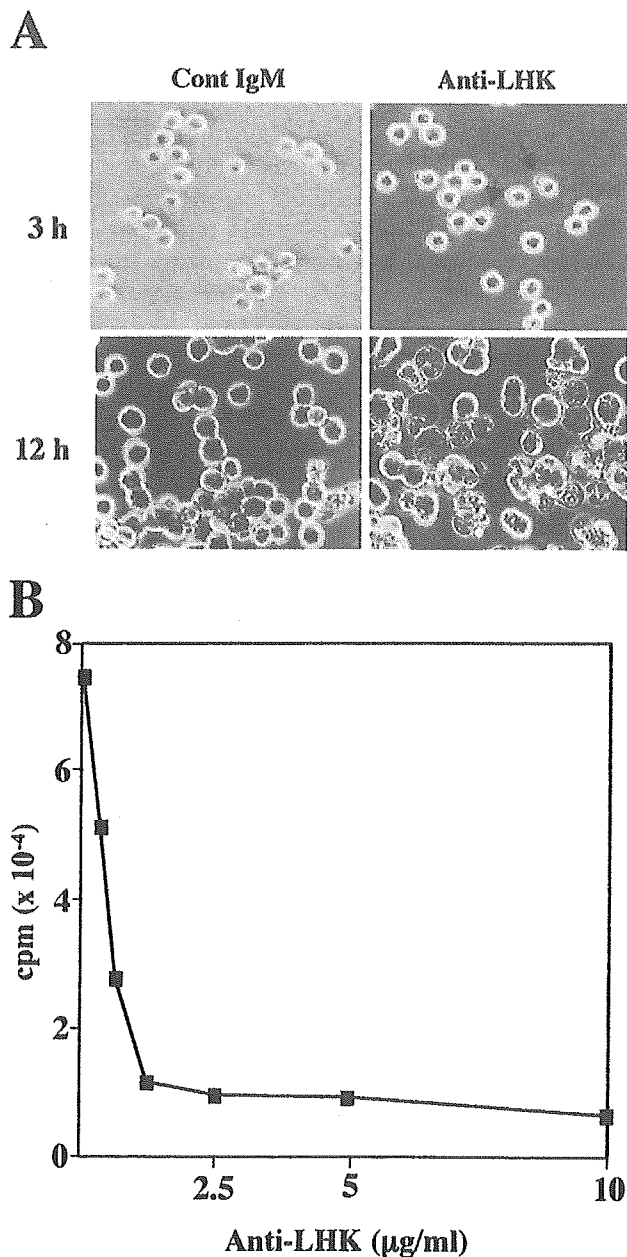 A
Cont IgM Anti-LHK
3 h
12 h
B
8
6
4
2
0
cpm (x 10⁻⁴)
2.5 5 10
Anti-LHK (µg/ml)